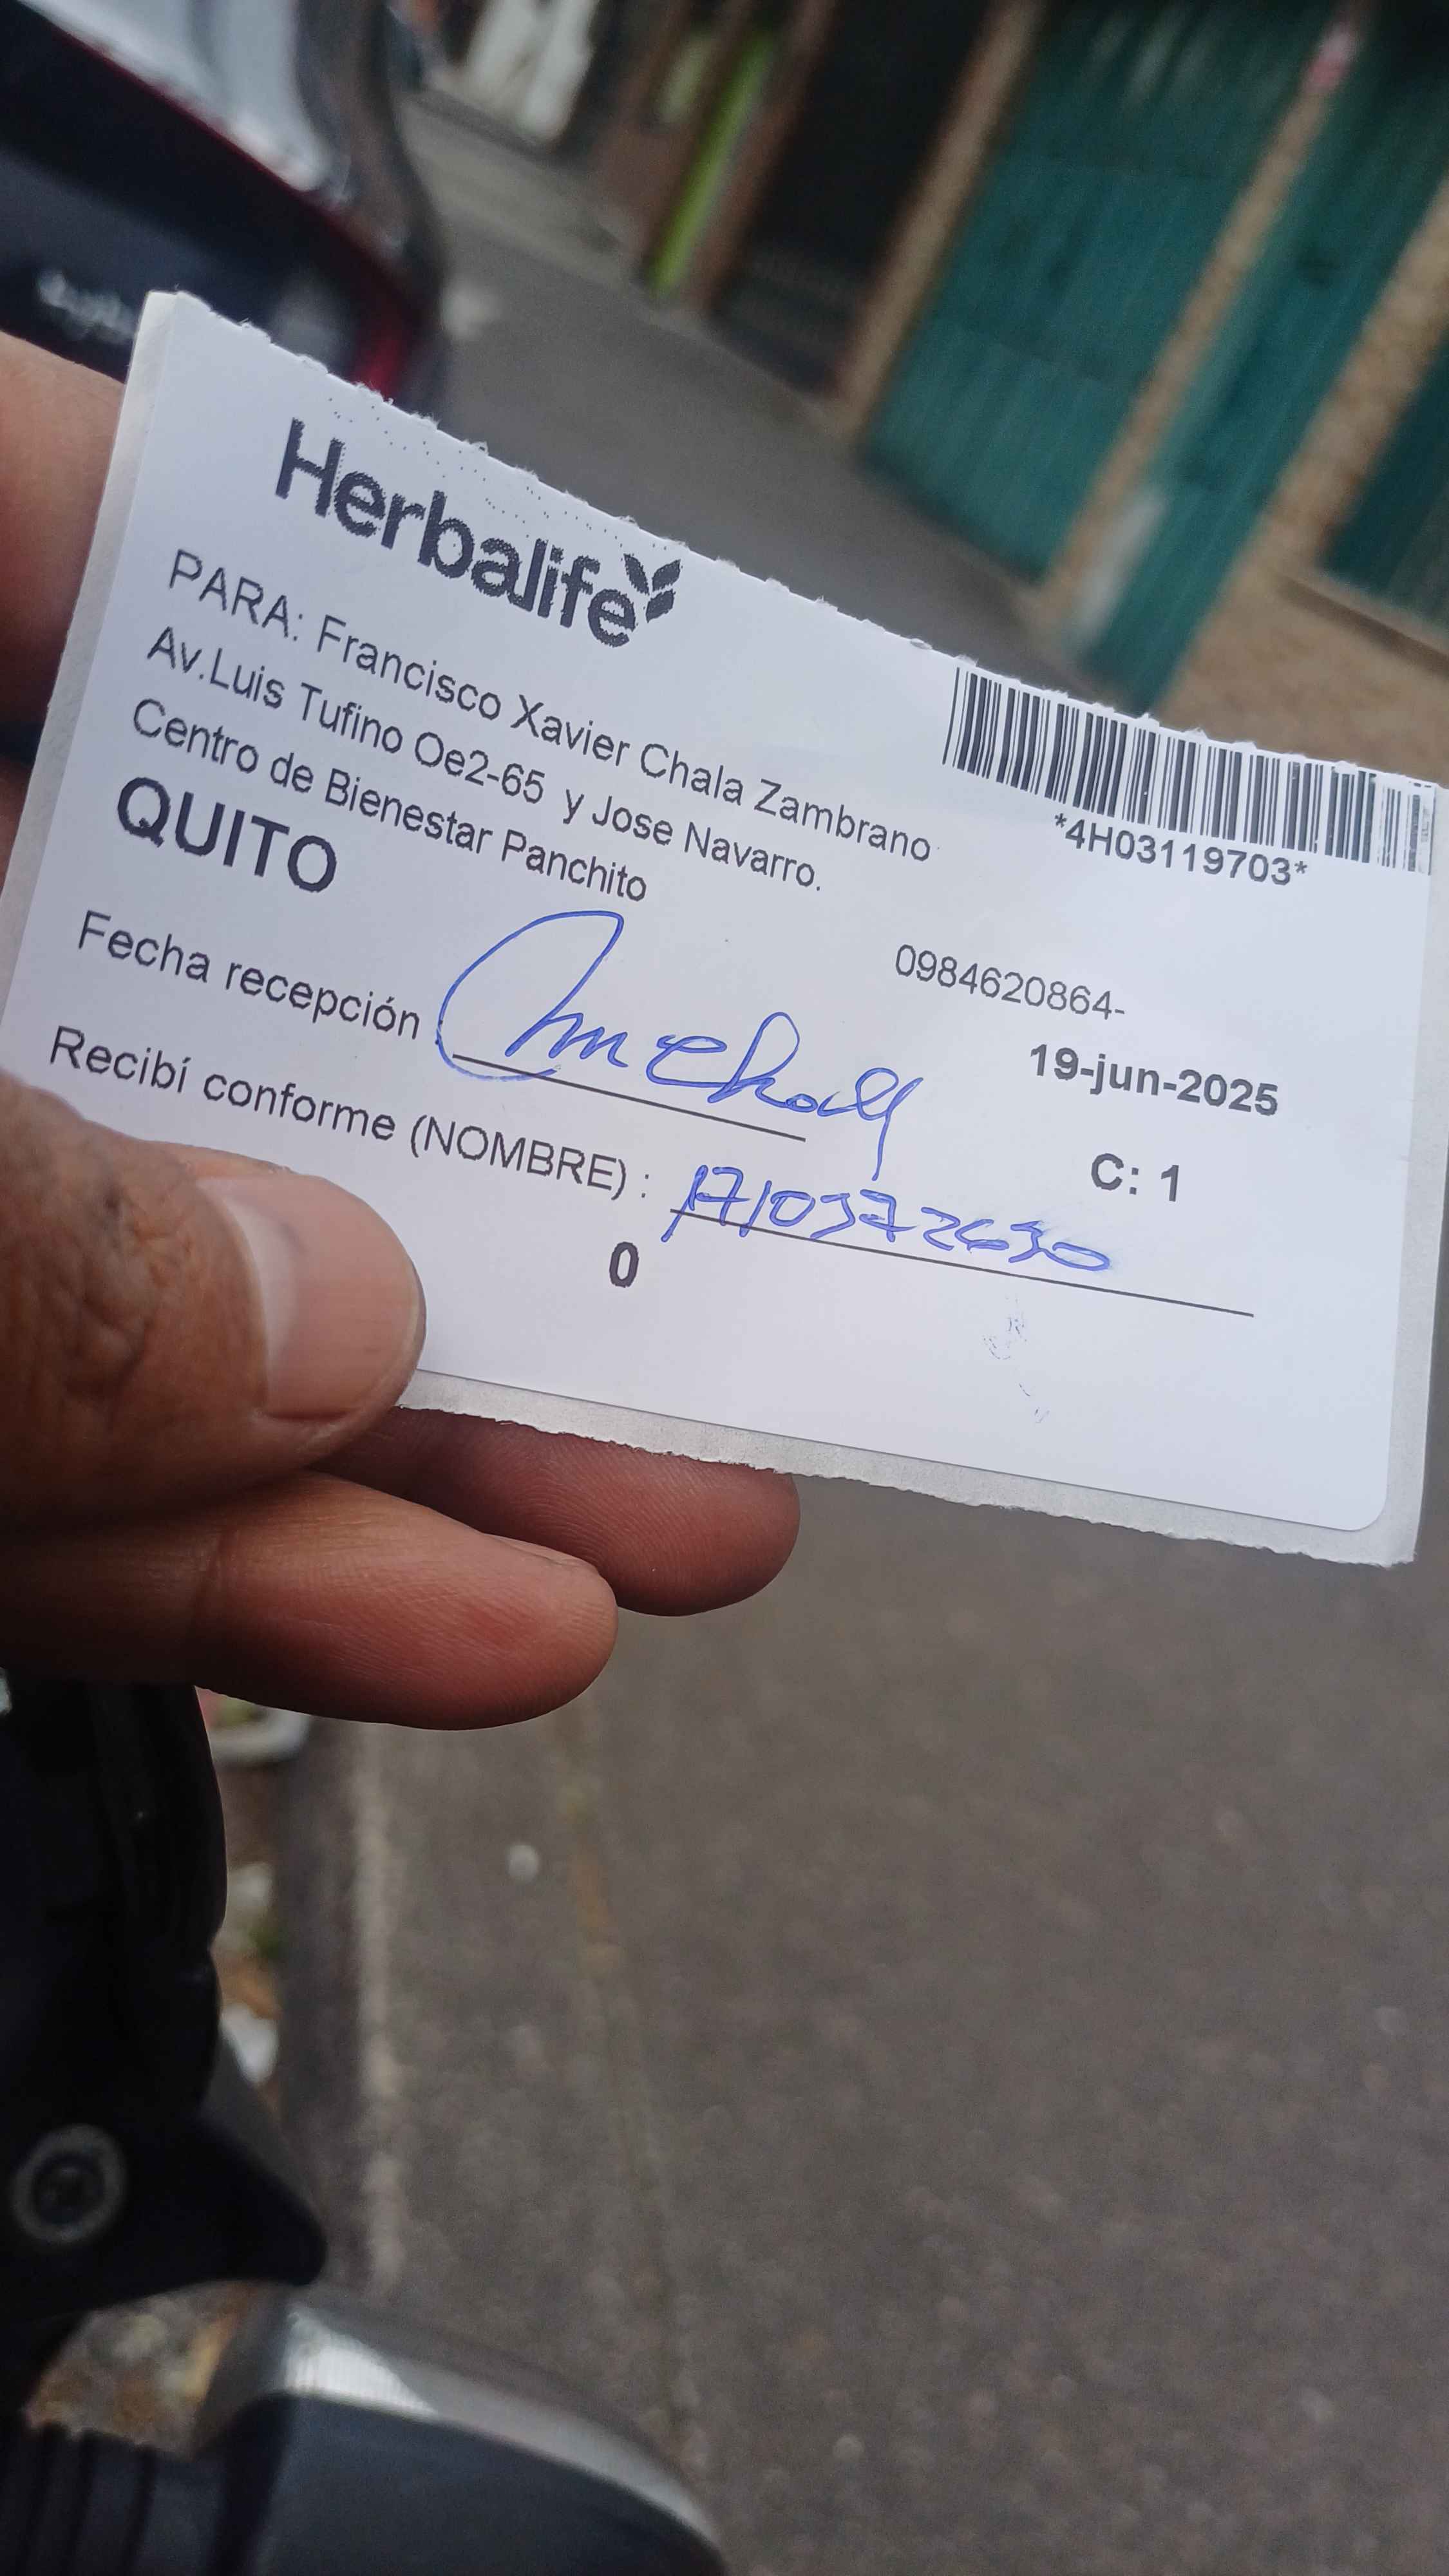 Herbalife
PARA: Francisco Xavier Chala Zambrano
Av.Luis Tufino Oe2-65 y Jose Navarro.
Centro de Bienestar Panchito
QUITO
*4H03119703*
0984620864-
19-jun-2025
Fecha recepción :
C: 1
Recibí conforme (NOMBRE) : 1710372630
0